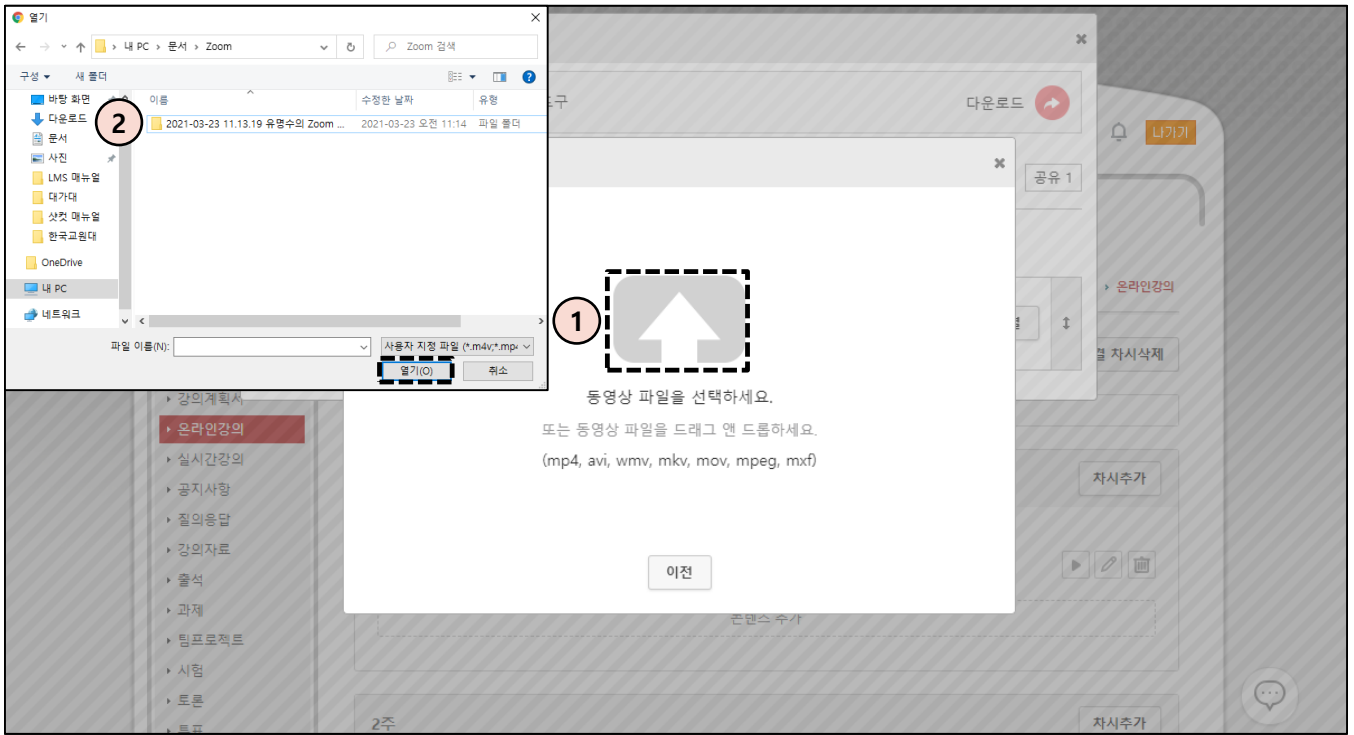 열기
내 PC › 문서 › Zoom
Zoom 검색
구성
새 폴더
바탕 화면
다운로드
문서
사진
LMS 매뉴얼
대가대
샷컷 매뉴얼
한국교원대
OneDrive
내 PC
네트워크
이름 수정한 날짜 유형
2
2021-03-23 11.13.19 유명수의 Zoom ... 2021-03-23 오전 11:14 파일 폴더
파일 이름(N):
사용자 지정 파일 (*.m4v;*.mp
열기(O)
취소
다운로드
나가기
공유 1
› 온라인강의
차시삭제
1
동영상 파일을 선택하세요.
또는 동영상 파일을 드래그 앤 드롭하세요.
(mp4, avi, wmv, mkv, mov, mpeg, mxf)
이전
강의계획서
온라인강의
실시간강의
공지사항
질의응답
강의자료
출석
과제
팀프로젝트
시험
토론
차시추가
콘텐츠 추가
2주
차시추가